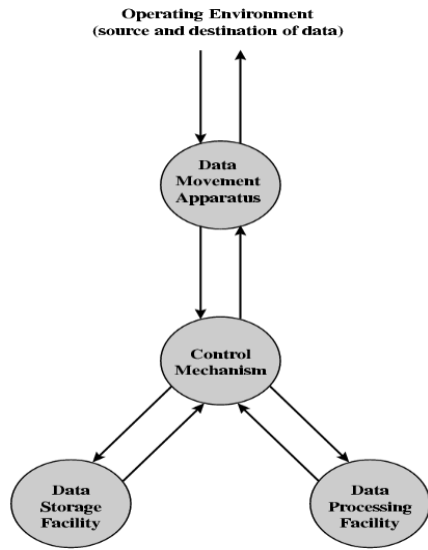 Operating Environment
(source and destination of data)
Data
Movement
Apparatus
Control
Mechanism
Data
Storage
Facility
Data
Processing
Facility